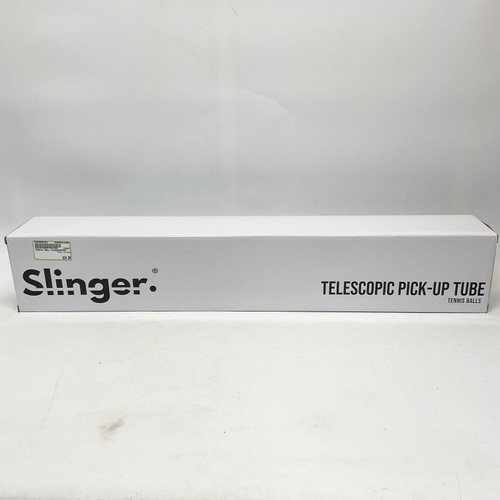 Slinger.®
TELESCOPIC PICK-UP TUBE
TENNIS BALLS